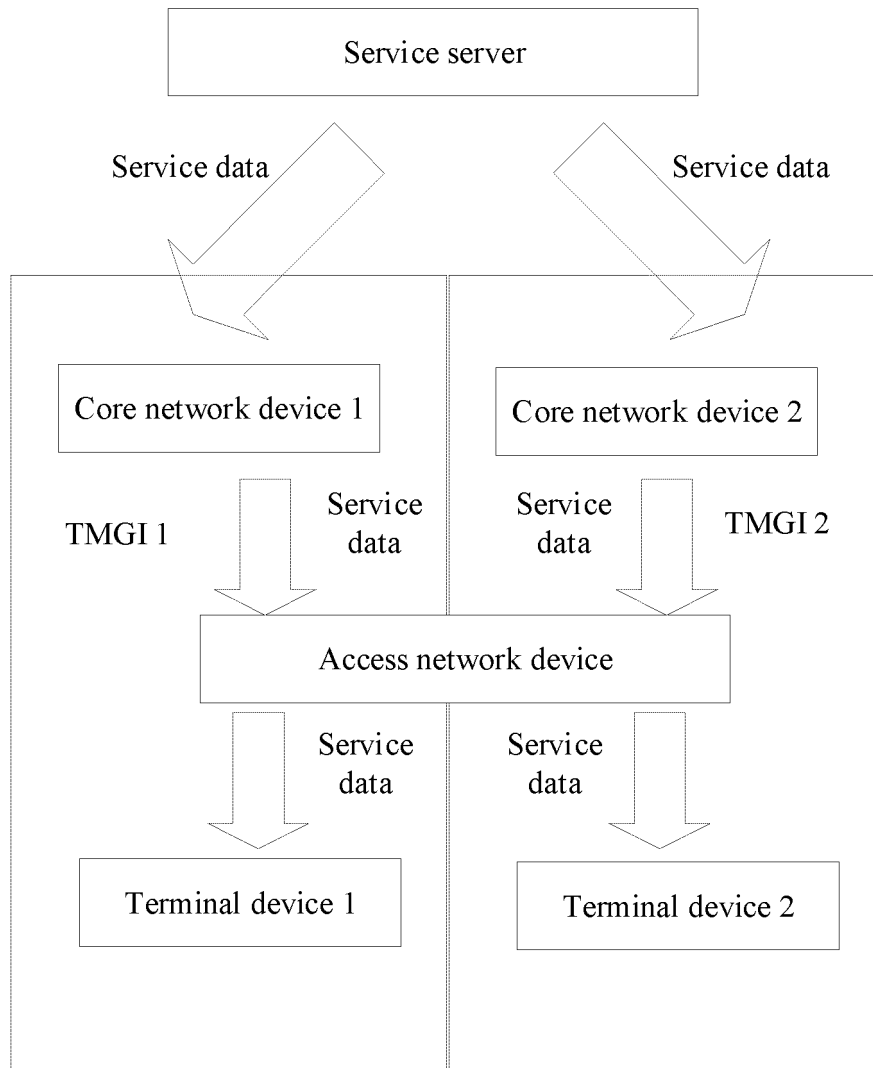 Service server
Service data
Service data
Core network device 1
Core network device 2
TMGI 1
Service
data
Service
data
TMGI 2
Access network device
Service
data
Service
data
Terminal device 1
Terminal device 2